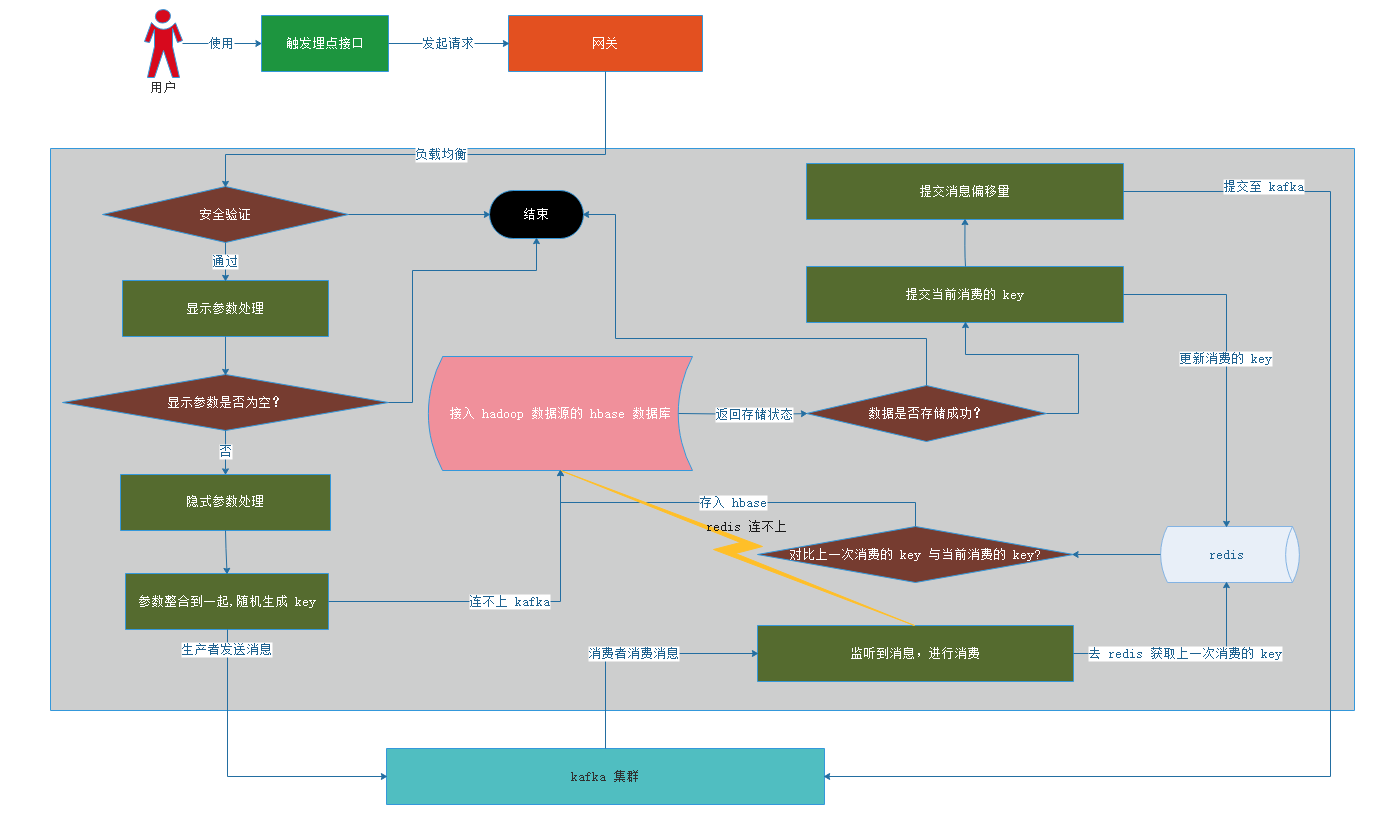 使用
触发埋点接口
发起请求
网关
用户
负载均衡
安全验证
结束
提交消息偏移量
提交至 kafka
通过
显示参数处理
提交当前消费的 key
更新消费的 key
显示参数是否为空?
接入 hadoop 数据源的 hbase 数据库
返回存储状态
数据是否存储成功?
否
隐式参数处理
存入 hbase
redis 连不上
对比上一次消费的 key 与当前消费的 key?
redis
参数整合到一起,随机生成 key
连不上 kafka
生产者发送消息
消费者消费消息
监听到消息, 进行消费
去 redis 获取上一次消费的 key
kafka 集群